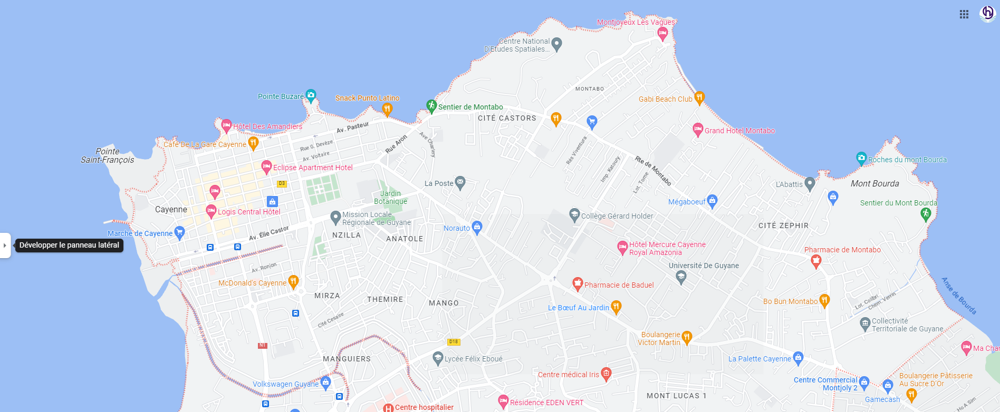 Montjoyeux Les Vagues
Centre National
D'Etudes Spatiales...
MONTABO
Pointe Buzaré
Snack Punto Latino
Gabi Beach Club
Sentier de Montabo
CITÉ CASTORS
Hôtel Des Amandiers
Av. Pasteur
Grand Hotel Montabo
Café De La Gare Cayenne
Rue G. Devèze
Rue Aron
Ave Charlery
Rés Viventura
Pointe
Saint-François
Av. Voltaire
Roches du mont Bourda
Eclipse Apartment Hotel
Imp. Katoury
Rte de Montabo
Lot. Tome
D3
La Poste
L'Abattis
Mont Bourda
Jardin
Botanique
Mégaboeuf
Sentier du Mont Bourda
Cayenne
Logis Central Hôtel
Mission Locale
Régionale de Guyane
Collège Gérard Holder
Marché de Cayenne
Av. Élie Castor
NZILLA
ANATOLE
Norauto
CITÉ ZEPHIR
Développer le panneau latéral
Hôtel Mercure Cayenne
Royal Amazonia
Pharmacie de Montabo
Av. Ronjon
Université De Guyane
McDonald's Cayenne
Pharmacie de Baduel
Anse de Bourda
MIRZA
THEMIRE
MANGO
Le Bœuf Au Jardin
Bo Bun Montabo
Lot. Colibri
Chem. Verrin
Cité Cesaire
Collectivité
Territoriale de Guyane
Boulangerie
Victor Martin
N1
D18
Ma Char
MANGUIERS
Lycée Félix Eboué
La Palette Cayenne
Centre médical Iris
Volkswagen Guyane
Centre Commercial
Montjoly 2
Boulangerie Pâtisserie
Au Sucre D'Or
MONT LUCAS 1
Gamecash
Résidence EDEN VERT
Centre hospitalier
Ho A Sim